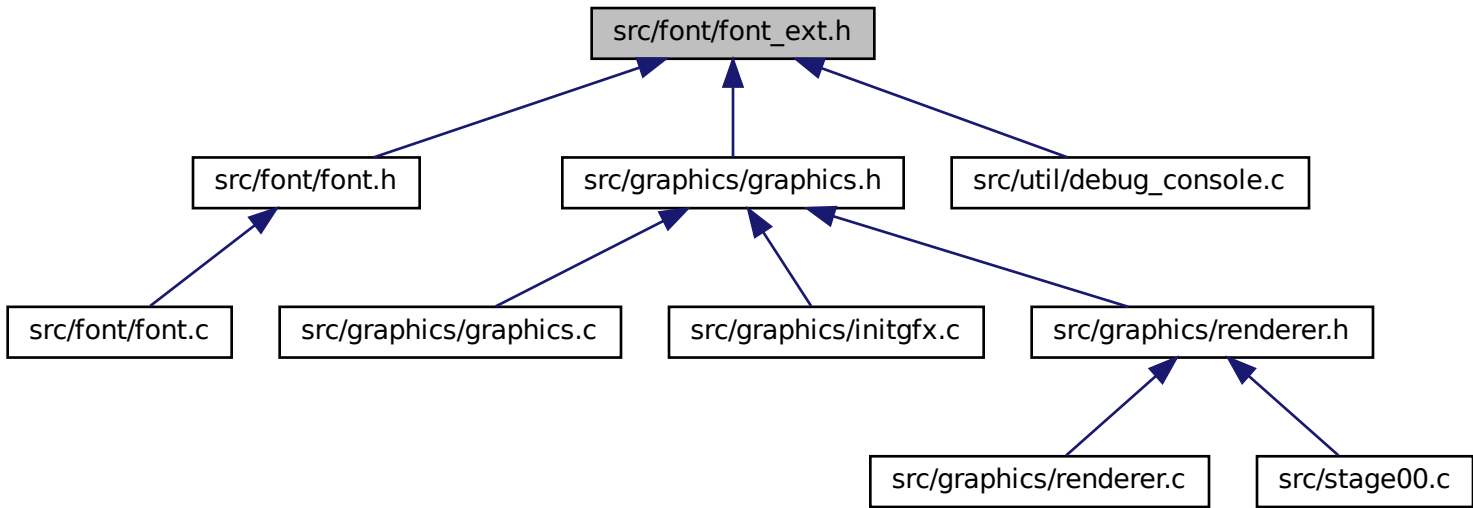 src/font/font_ext.h
src/font/font.h
src/graphics/graphics.h
src/util/debug_console.c
src/font/font.c
src/graphics/graphics.c
src/graphics/initgfx.c
src/graphics/renderer.h
src/graphics/renderer.c
src/stage00.c